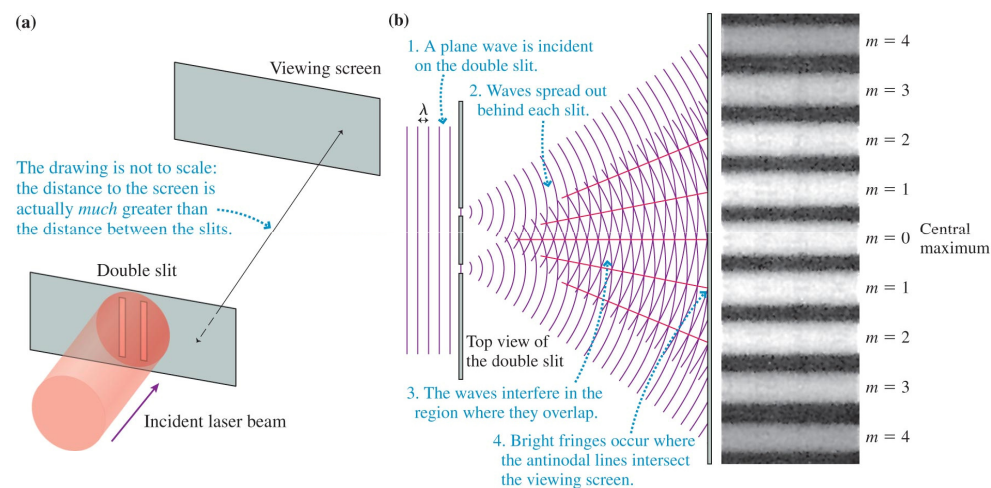 (a)
Viewing screen
The drawing is not to scale:
the distance to the screen is
actually much greater than
the distance between the slits.
Double slit
Incident laser beam
(b)
1. A plane wave is incident
on the double slit.
2. Waves spread out
behind each slit.
λ
Top view of
the double slit
3. The waves interfere in the
region where they overlap.
4. Bright fringes occur where
the antinodal lines intersect
the viewing screen.
m = 4
m = 3
m = 2
m = 1
m = 0 Central
maximum
m = 1
m = 2
m = 3
m = 4